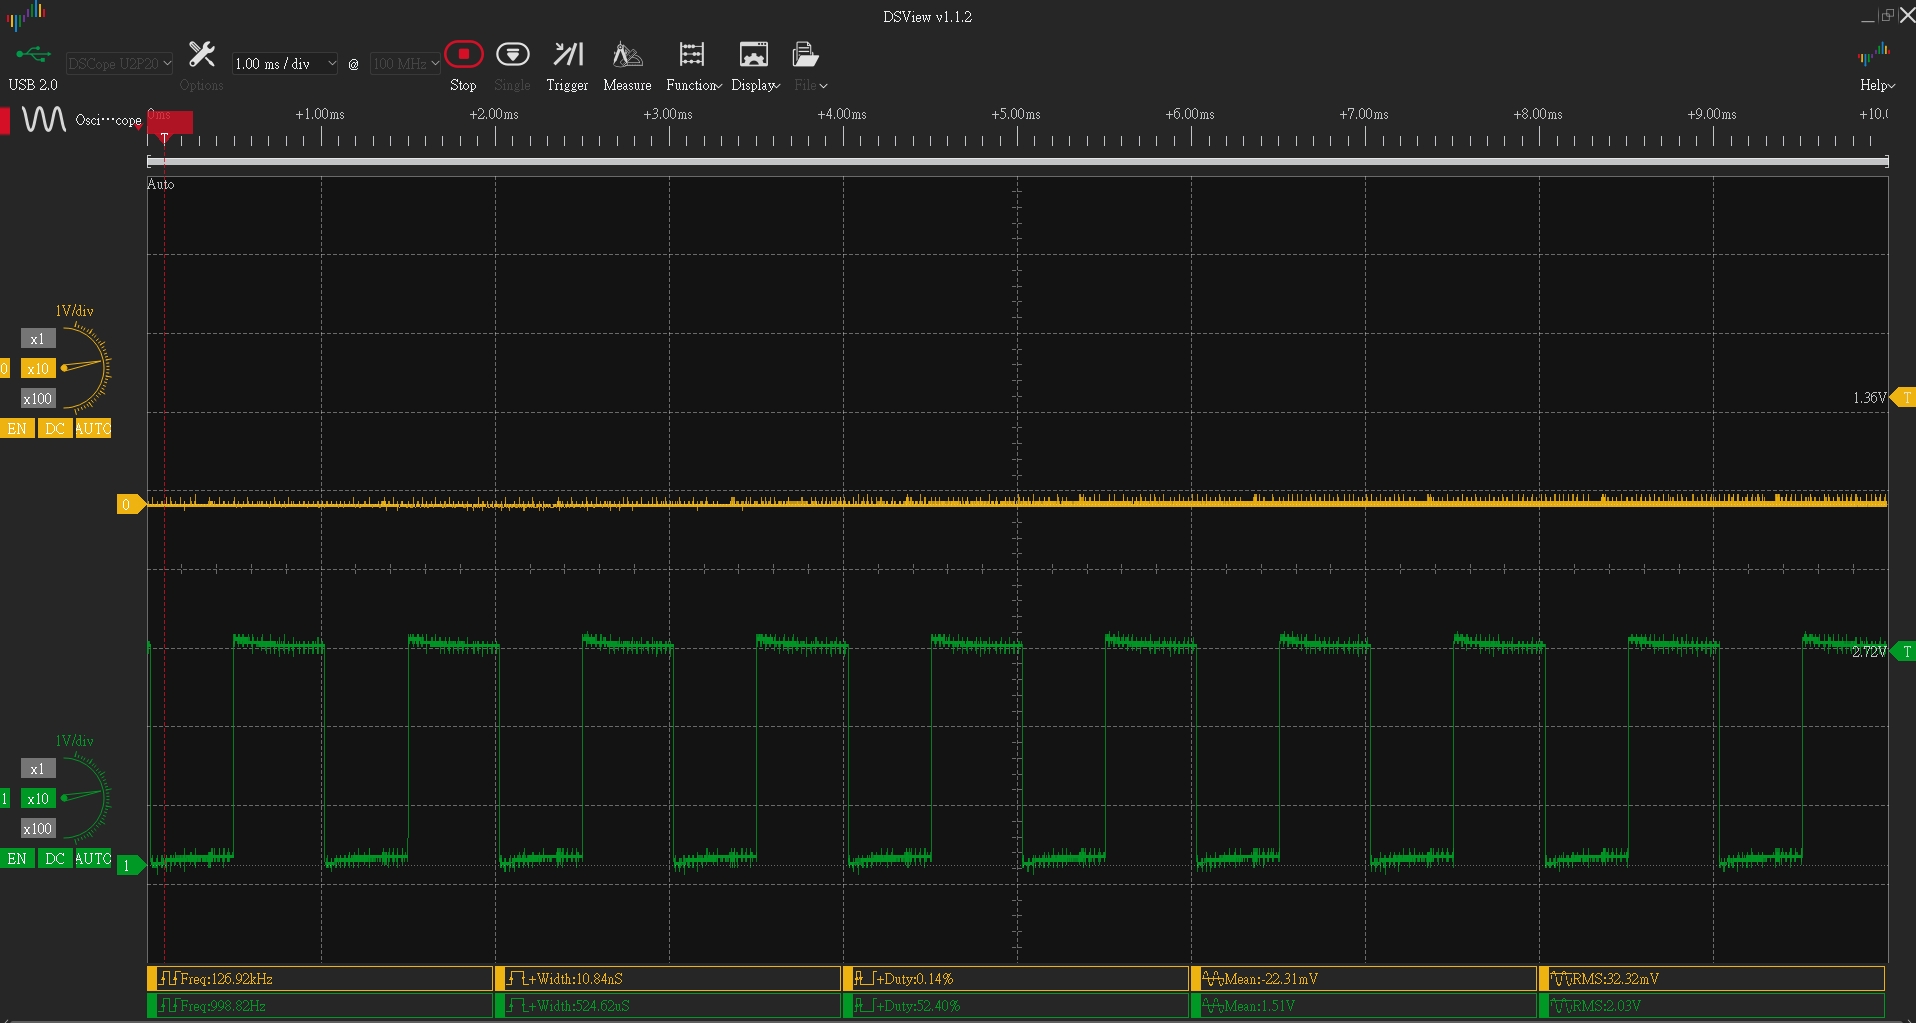 DSView v1.1.2
USB 2.0
DSCope U2P20
Options
1.00 ms / div
@
100 MHz
Stop
Single
Trigger
Measure
Function
Display
File
Help
Osci···cope
0ms
+1.00ms
+2.00ms
+3.00ms
+4.00ms
+5.00ms
+6.00ms
+7.00ms
+8.00ms
+9.00ms
+10.0
T
Auto
1V/div
x1
0
x10
x100
EN
DC
AUTO
1.36V
T
0
2.72V
T
1V/div
x1
1
x10
x100
EN
DC
AUTO
1
Freq:126.92kHz
+Width:10.84nS
+Duty:0.14%
Mean:-22.31mV
RMS:32.32mV
Freq:998.82Hz
+Width:524.62uS
+Duty:52.40%
Mean:1.51V
RMS:2.03V